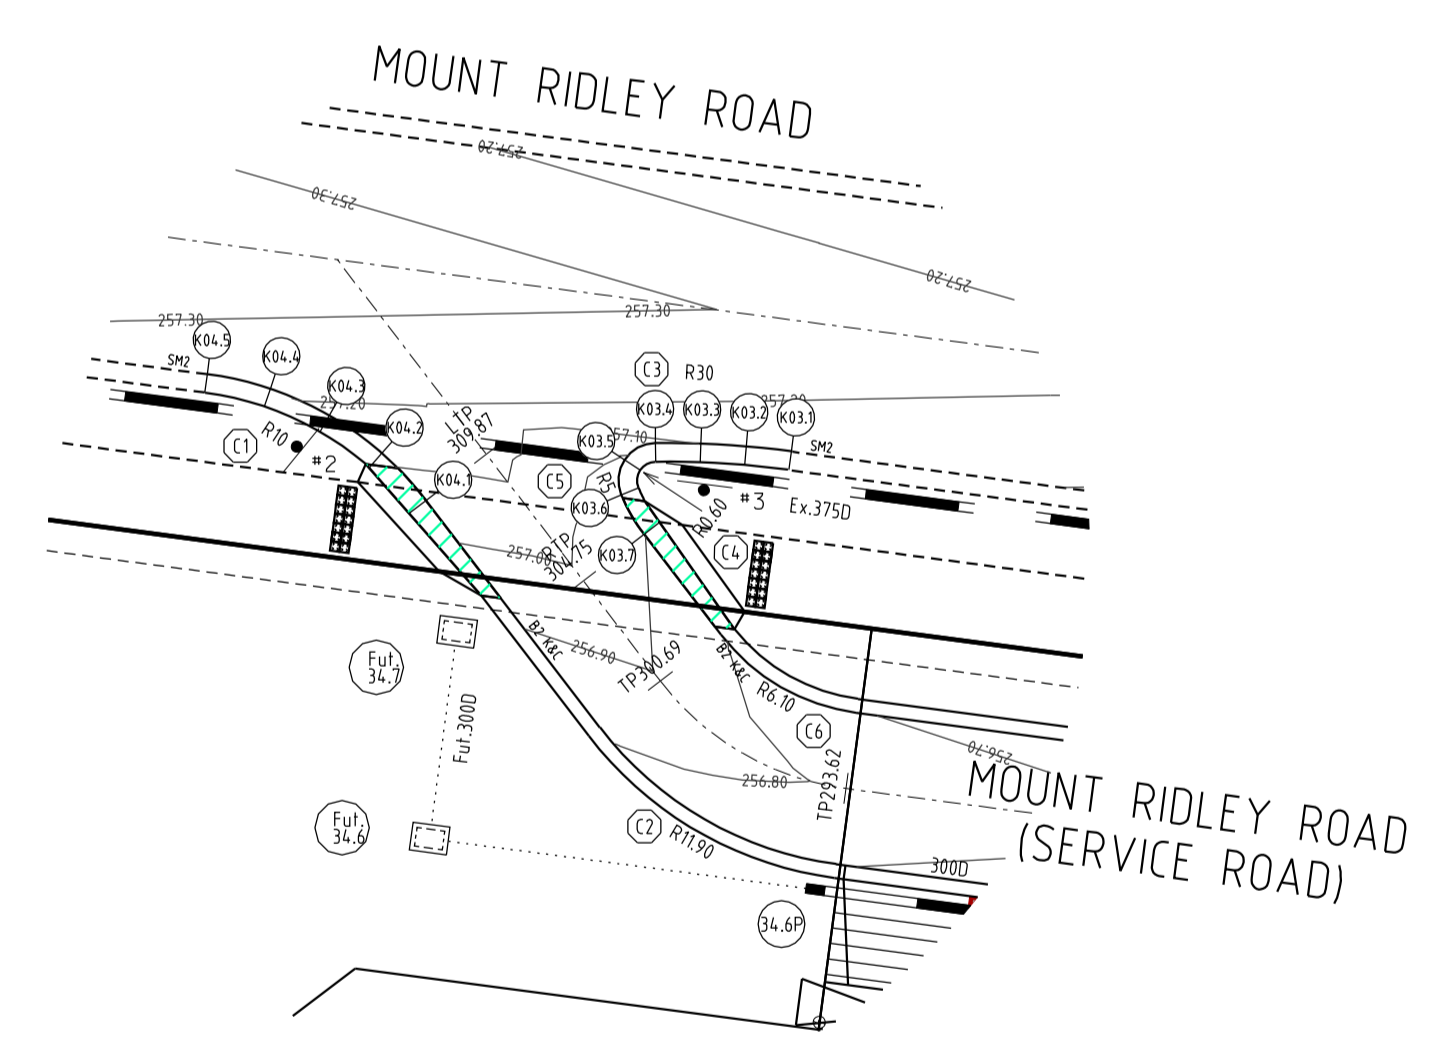 MOUNT RIDLEY ROAD
257.20
257.30
257.20
257.30
257.30
K04.5
K04.4
SM2
K04.3
257.20
C3
R30
K03.4
K03.3
K03.2
K03.1
257.20
K04.2
LTP
309.87
R10
C1
#2
K03.5
257.10
SM2
K04.1
C5
R5
K03.6
#3
Ex.375D
R0.60
RTP
304.75
257.00
K03.7
C4
B2 K&C
256.90
TP300.69
B2 K&C
R6.10
C6
Fut.
34.7
Fut.300D
256.70
256.80
TP293.62
MOUNT RIDLEY ROAD
(SERVICE ROAD)
Fut.
34.6
C2
R11.90
300D
34.6P